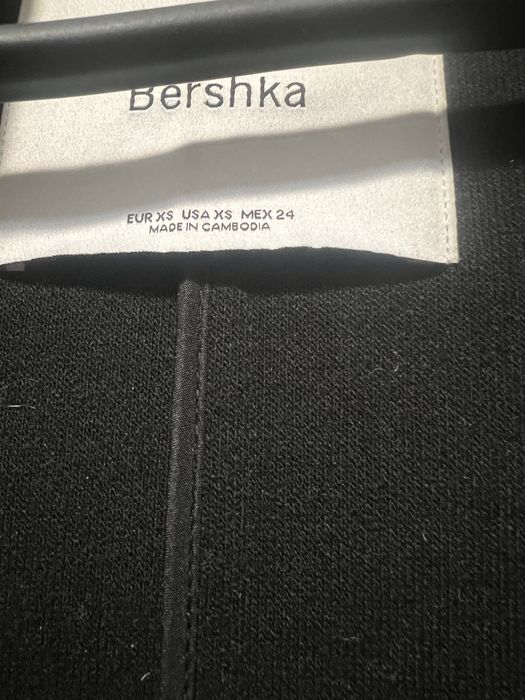 Bershka
EUR XS USA XS MEX 24
MADE IN CAMBODIA